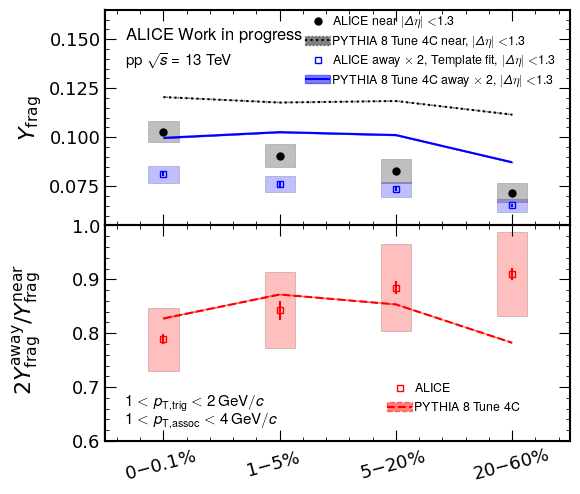 ALICE Work in progress
pp √s = 13 TeV
ALICE near |Δη| <1.3
PYTHIA 8 Tune 4C near, |Δη|<1.3
ALICE away × 2, Template fit, |Δη|<1.3
PYTHIA 8 Tune 4C away × 2, |Δη|<1.3
Y_frag
0.150
0.125
0.100
0.075
2Y_frag^away/Y_frag^near
1.0
0.9
0.8
0.7
0.6
ALICE
PYTHIA 8 Tune 4C
1 < p_T,trig < 2 GeV/c
1 < p_T,assoc < 4 GeV/c
0−0.1% 1−5% 5−20% 20−60%